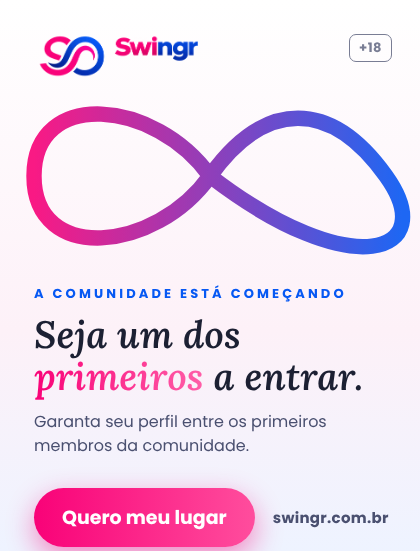 Swingr
+18
A COMUNIDADE ESTÁ COMEÇANDO
Seja um dos
primeiros a entrar.
Garanta seu perfil entre os primeiros
membros da comunidade.
Quero meu lugar
swingr.com.br